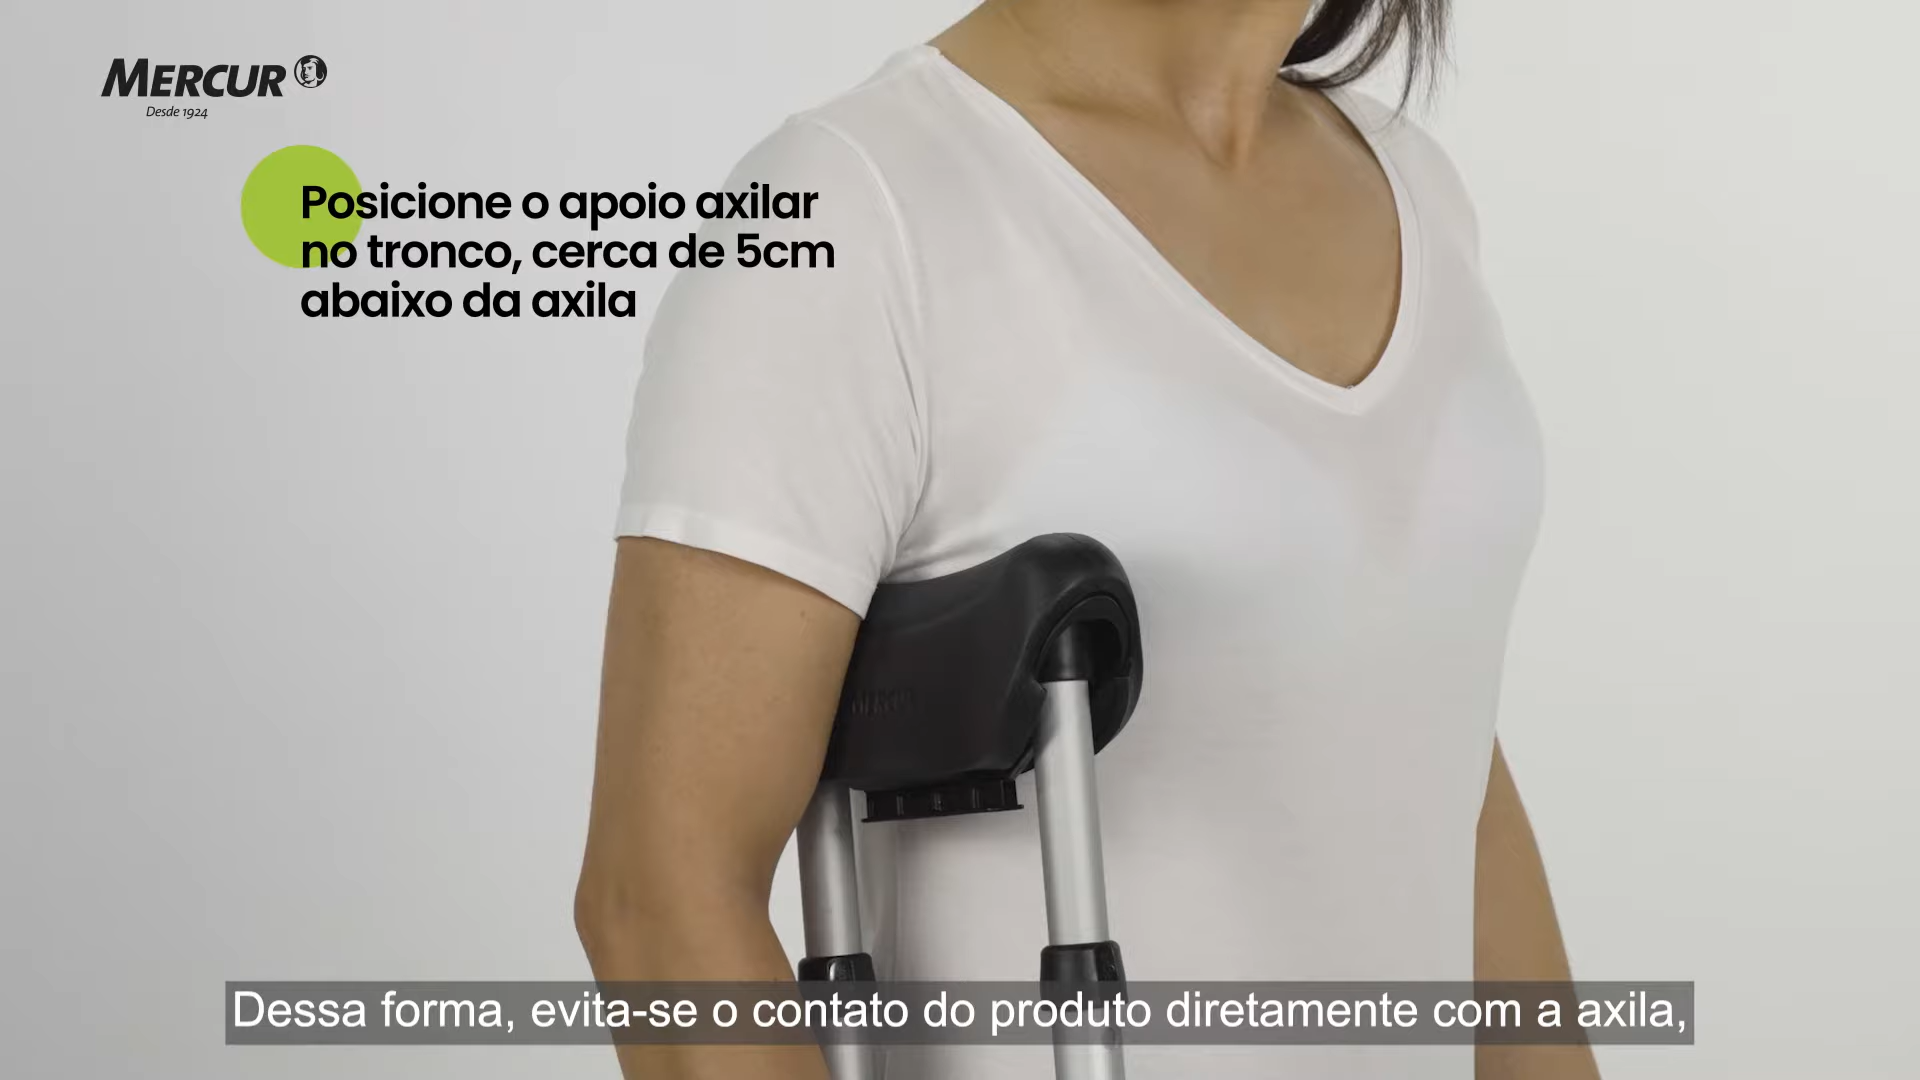 MERCUR
Desde 1924
Posicione o apoio axilar
no tronco, cerca de 5cm
abaixo da axila
Dessa forma, evita-se o contato do produto diretamente com a axila,